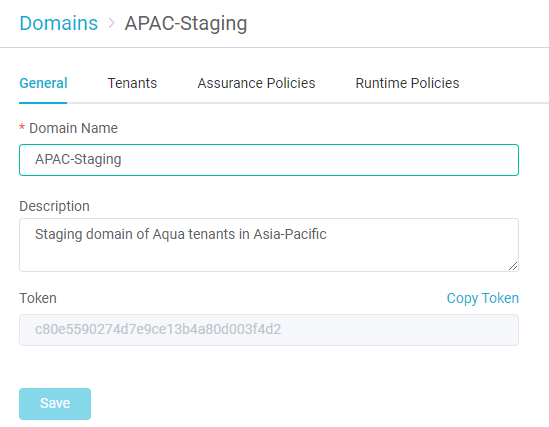 Domains > APAC-Staging
General Tenants Assurance Policies Runtime Policies
* Domain Name
APAC-Staging
Description
Staging domain of Aqua tenants in Asia-Pacific
Token Copy Token
c80e5590274d7e9ce13b4a80d003f4d2
Save